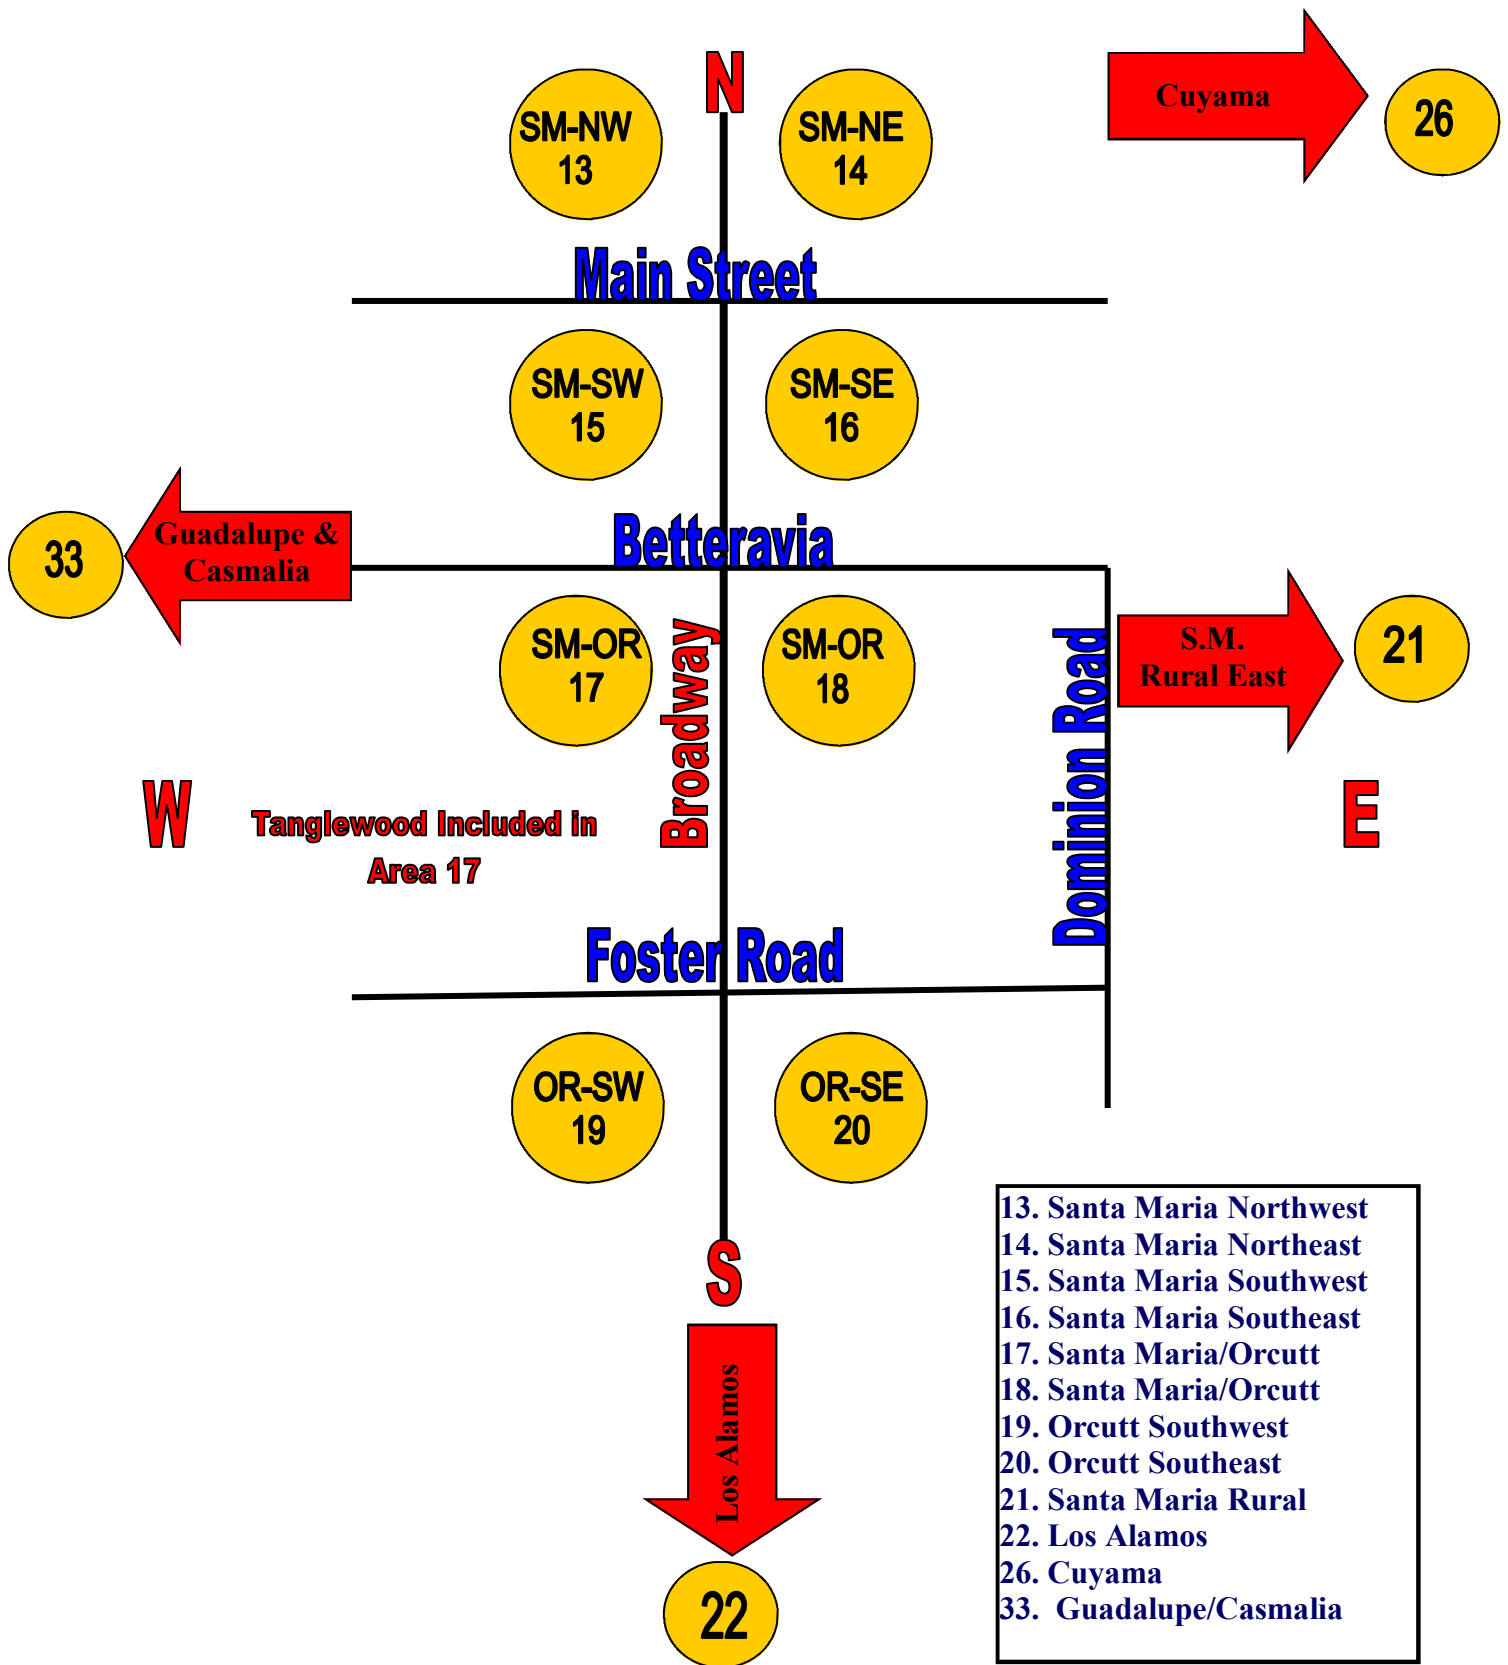 N
Cuyama
26
SM-NW
13
SM-NE
14
Main Street
SM-SW
15
SM-SE
16
Guadalupe &
Casmalia
33
Betteravia
SM-OR
17
Broadway
SM-OR
18
Dominion Road
S.M.
Rural East
21
W
Tanglewood Included in
Area 17
E
Foster Road
OR-SW
19
OR-SE
20
S
Los Alamos
22
13. Santa Maria Northwest
14. Santa Maria Northeast
15. Santa Maria Southwest
16. Santa Maria Southeast
17. Santa Maria/Orcutt
18. Santa Maria/Orcutt
19. Orcutt Southwest
20. Orcutt Southeast
21. Santa Maria Rural
22. Los Alamos
26. Cuyama
33. Guadalupe/Casmalia